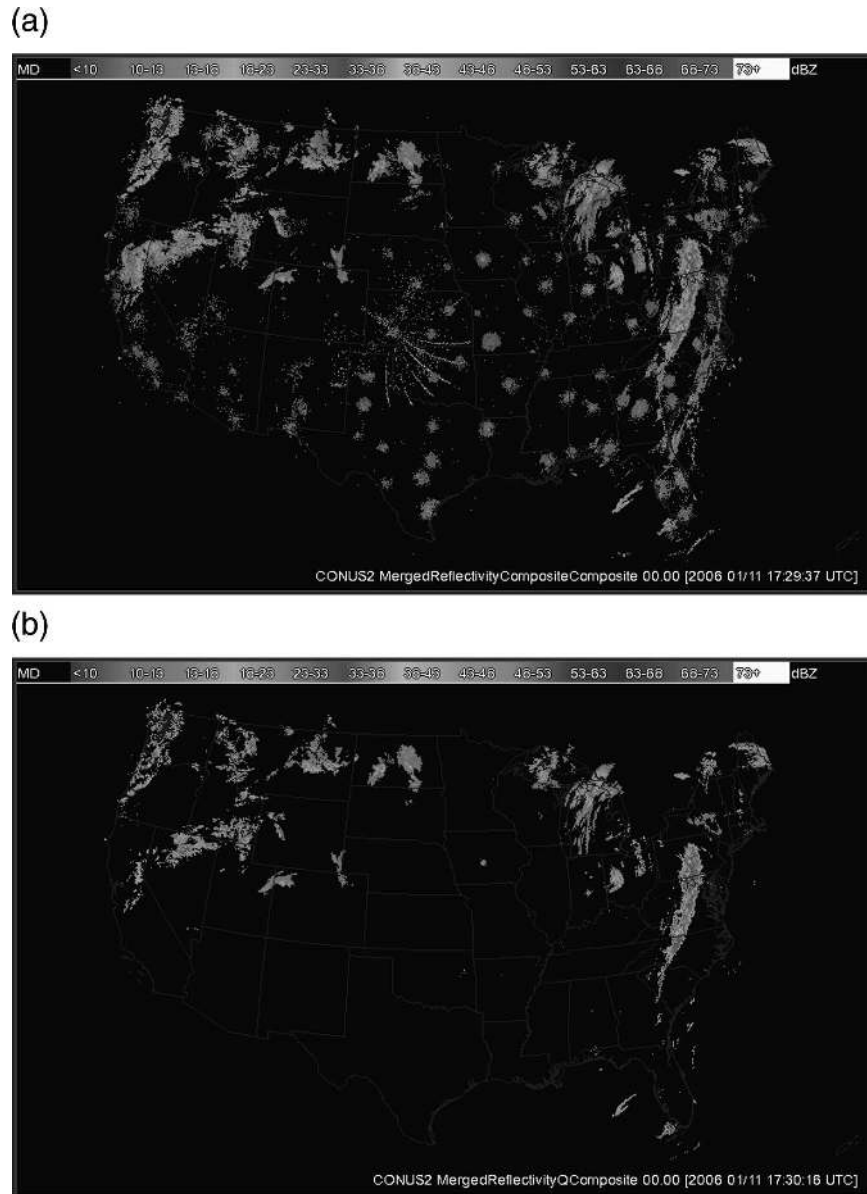 (a)
MD <10 10-13 13-18 18-23 23-33 33-38 38-43 43-48 48-53 53-63 63-68 68-73 73+ dBZ
CONUS2 MergedReflectivityCompositeComposite 00.00 [2006 01/11 17:29:37 UTC]
(b)
MD <10 10-13 13-18 18-23 23-33 33-38 38-43 43-48 48-53 53-63 63-68 68-73 73+ dBZ
CONUS2 MergedReflectivityQComposite 00.00 [2006 01/11 17:30:16 UTC]